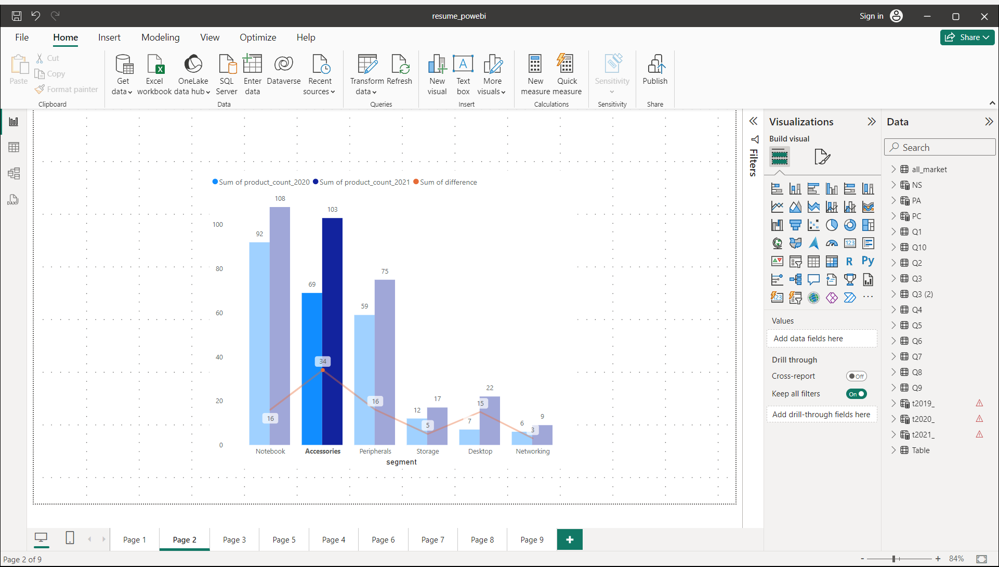 resume_powebi
Sign in
File Home Insert Modeling View Optimize Help
Share
Paste
Cut
Copy
Format painter
Clipboard
Get data
Excel workbook
OneLake data hub
SQL Server
Enter data
Dataverse
Recent sources
Data
Transform data
Refresh
Queries
New visual
Text box
More visuals
Insert
New measure
Quick measure
Calculations
Sensitivity
Sensitivity
Publish
Share
DAX
Sum of product_count_2020 Sum of product_count_2021 Sum of difference
108
103
100
92
80
75
69
59
60
40
34
22
20
17
16
15
12
16
5
7
6
9
3
0
Notebook Accessories Peripherals Storage Desktop Networking
segment
Filters
Visualizations
Build visual
123
R
Py
123
Values
Add data fields here
Drill through
Cross-report
Off
Keep all filters
On
Add drill-through fields here
Data
Search
all_market
NS
PA
PC
Q1
Q10
Q2
Q3
Q3 (2)
Q4
Q5
Q6
Q7
Q8
Q9
t2019_
t2020_
t2021_
Table
Page 1 Page 2 Page 3 Page 5 Page 4 Page 6 Page 7 Page 8 Page 9 +
Page 2 of 9
- + 84%